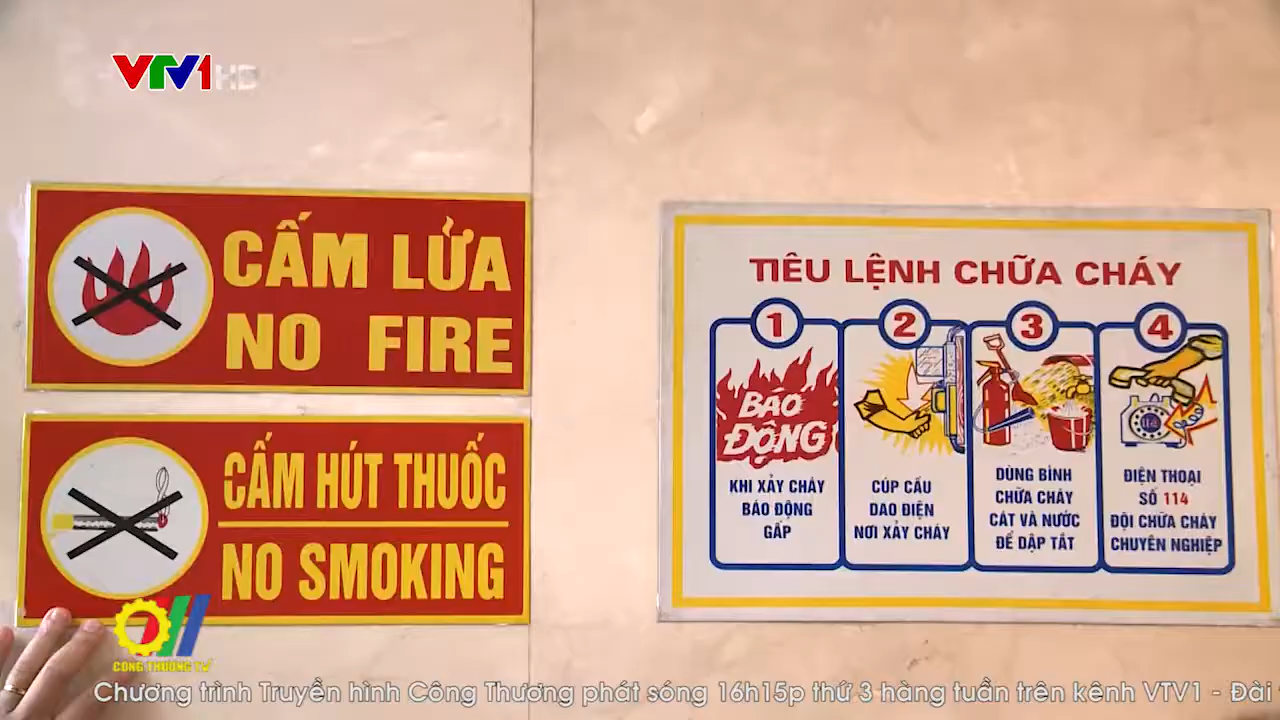 VTV1 HD
CẤM LỬA
NO FIRE
CẤM HÚT THUỐC
NO SMOKING
TIÊU LỆNH CHỮA CHÁY
1
BÁO
ĐỘNG
KHI XẢY CHÁY
BÁO ĐỘNG
GẤP
2
CÚP CẦU
DAO ĐIỆN
NƠI XẢY CHÁY
3
DÙNG BÌNH
CHỮA CHÁY
CÁT VÀ NƯỚC
ĐỂ DẬP TẮT
4
114
ĐIỆN THOẠI
SỐ 114
ĐỘI CHỮA CHÁY
CHUYÊN NGHIỆP
CÔNG THƯƠNG TV
Chương trình Truyền hình Công Thương phát sóng 16h15p thứ 3 hàng tuần trên kênh VTV1 - Đài